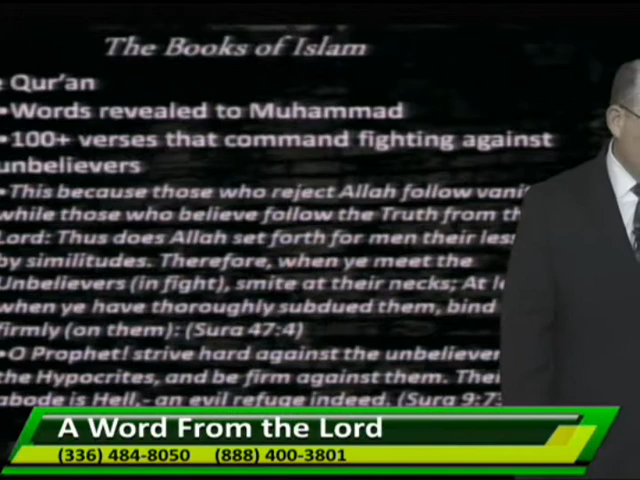 The Books of Islam
Qur'an
•Words revealed to Muhammad
•100+ verses that command fighting against
unbelievers
•This because those who reject Allah follow
while those who believe follow the Truth from
Lord: Thus does Allah set forth for men their
by similitudes. Therefore, when ye meet the
Unbelievers (in fight), smite at their necks; At
when ye have thoroughly subdued them, bind
firmly (on them): (Sura 47:4)
•O Prophet! strive hard against the
the Hypocrites, and be firm against them.
abode is Hell,- an evil refuge indeed. (Sura
A Word From the Lord
(336) 484-8050 (888) 400-3801